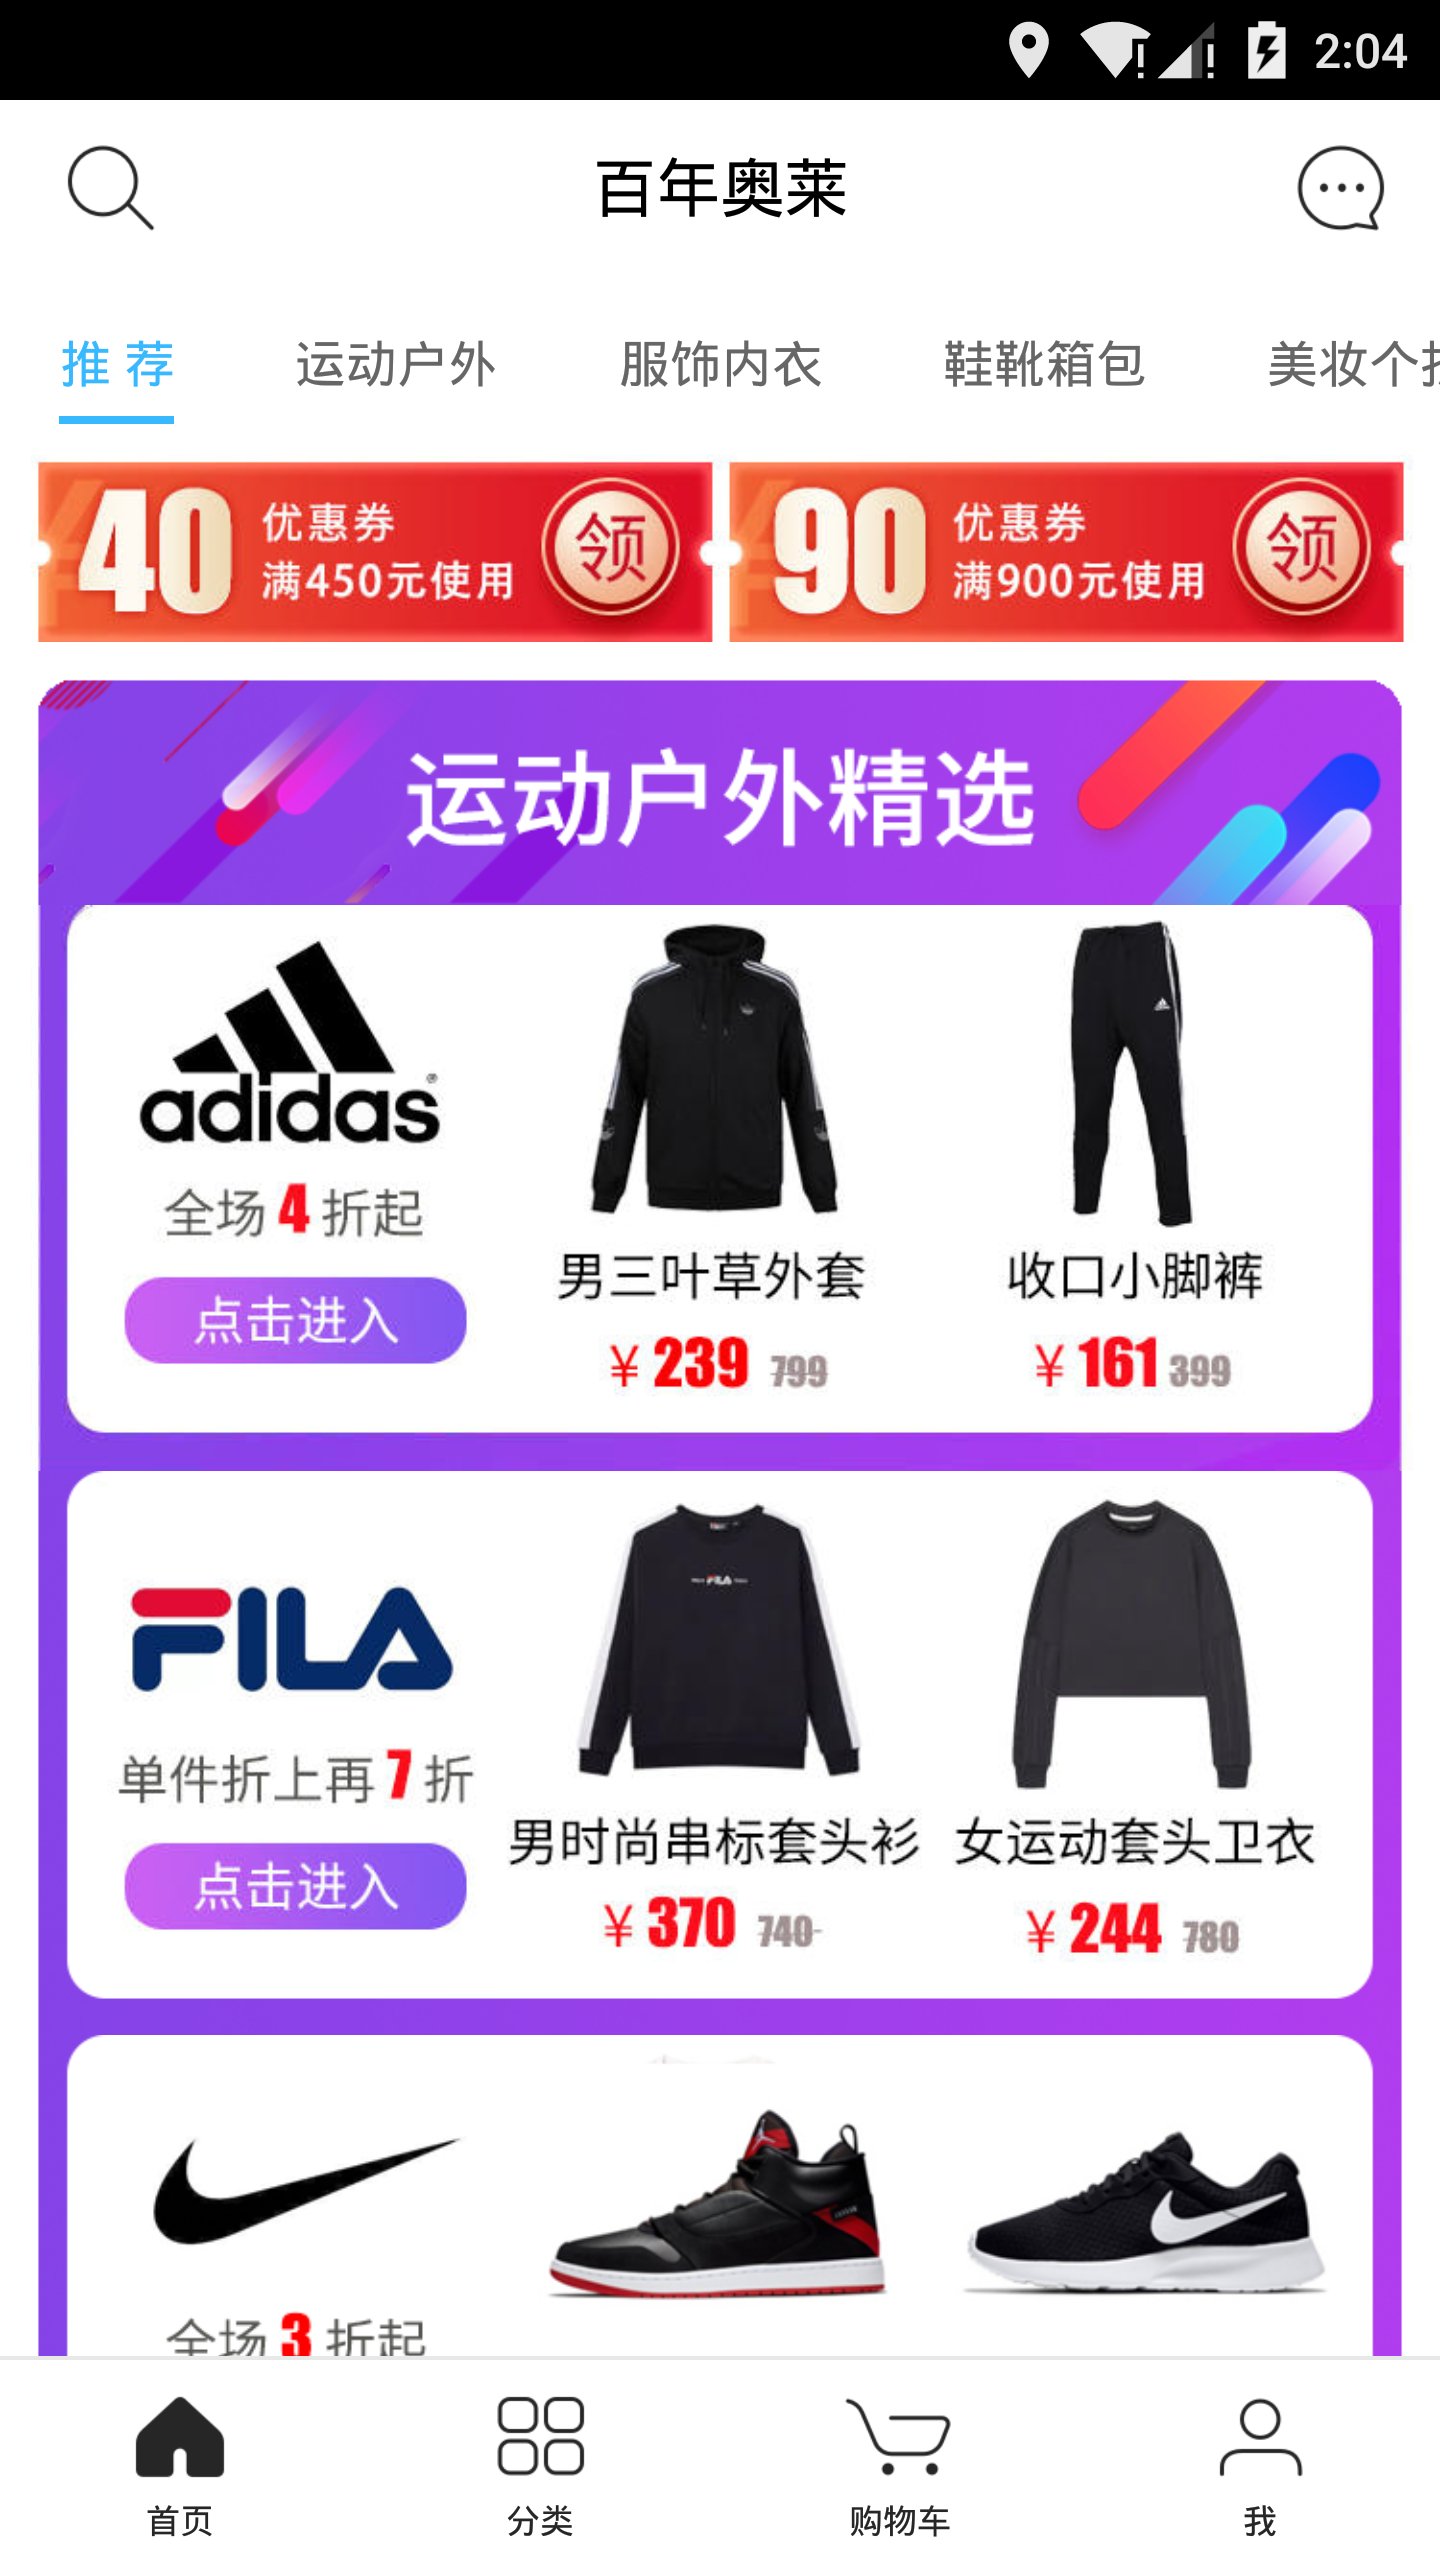 2:04
百年奥莱
推荐 运动户外 服饰内衣 鞋靴箱包 美妆个
40 优惠券 满450元使用 领
90 优惠券 满900元使用 领
运动户外精选
adidas
全场4折起
点击进入
男三叶草外套
¥239 799
收口小脚裤
¥161 399
FILA
单件折上再7折
点击进入
男时尚串标套头衫
¥370 740
女运动套头卫衣
¥244 780
全场3折起
首页 分类 购物车 我